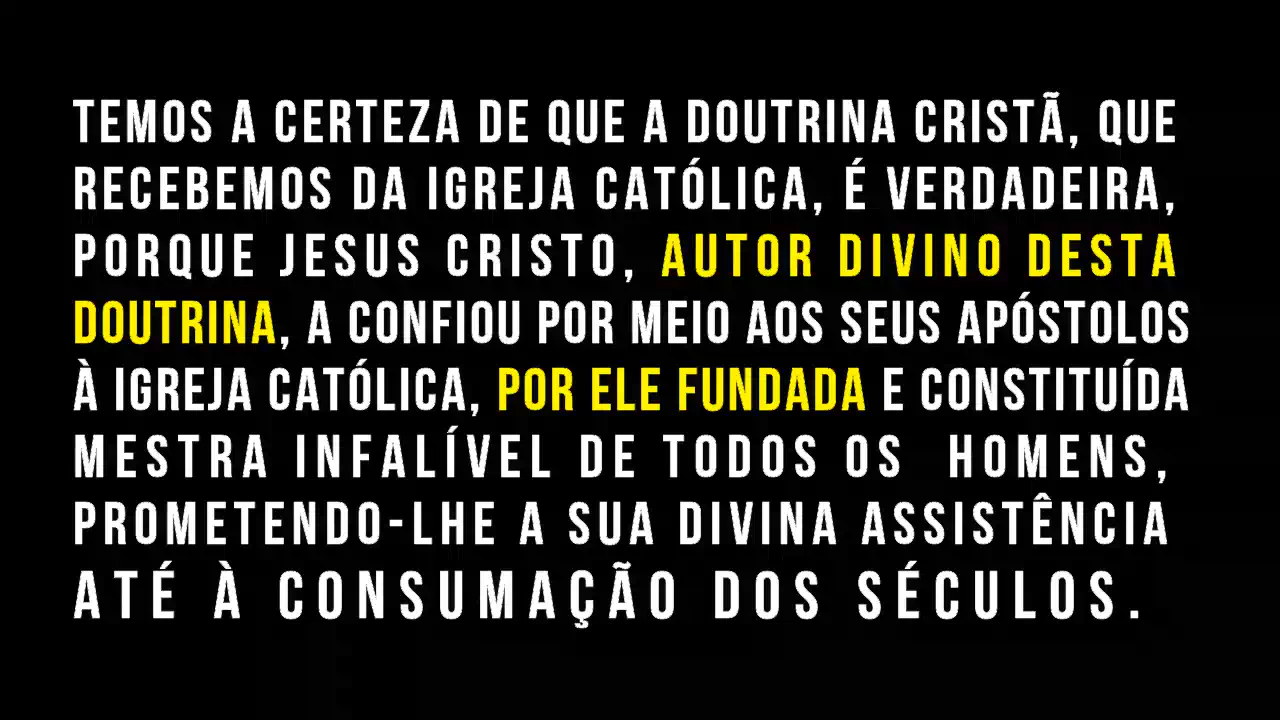 TEMOS A CERTEZA DE QUE A DOUTRINA CRISTÃ, QUE
RECEBEMOS DA IGREJA CATÓLICA, É VERDADEIRA,
PORQUE JESUS CRISTO, AUTOR DIVINO DESTA
DOUTRINA, A CONFIOU POR MEIO AOS SEUS APÓSTOLOS
À IGREJA CATÓLICA, POR ELE FUNDADA E CONSTITUÍDA
MESTRA INFALÍVEL DE TODOS OS HOMENS,
PROMETENDO-LHE A SUA DIVINA ASSISTÊNCIA
ATÉ À CONSUMAÇÃO DOS SÉCULOS.